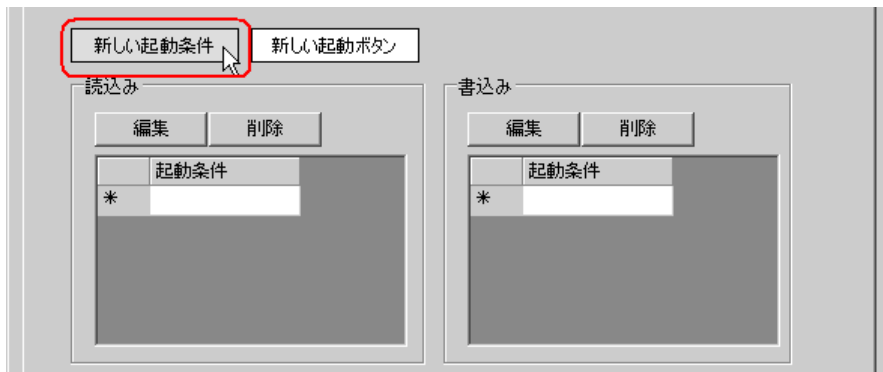 新しい起動条件 新しい起動ボタン
読込み
編集 削除
起動条件
*
書込み
編集 削除
起動条件
*